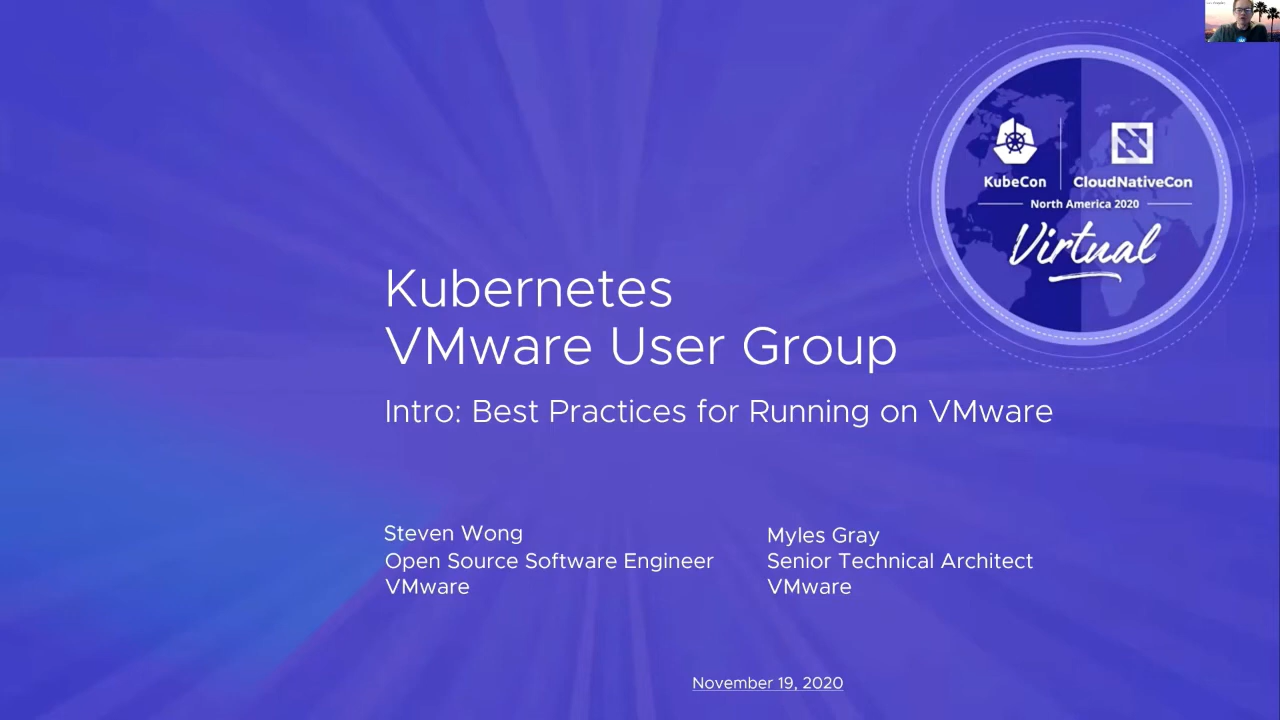 KubeCon
CloudNativeCon
North America 2020
Virtual
Kubernetes
VMware User Group
Intro: Best Practices for Running on VMware
Steven Wong
Open Source Software Engineer
VMware
Myles Gray
Senior Technical Architect
VMware
November 19, 2020